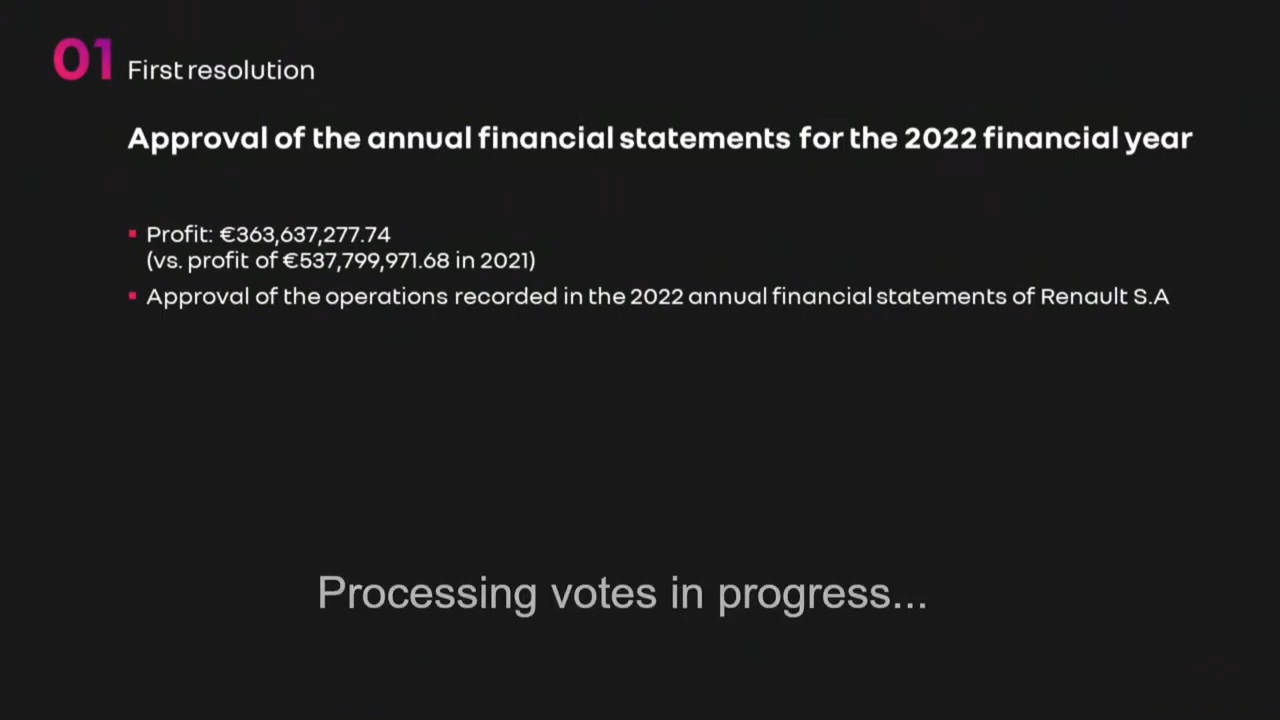 01 First resolution
Approval of the annual financial statements for the 2022 financial year
▪ Profit: €363,637,277.74
(vs. profit of €537,799,971.68 in 2021)
▪ Approval of the operations recorded in the 2022 annual financial statements of Renault S.A
Processing votes in progress...